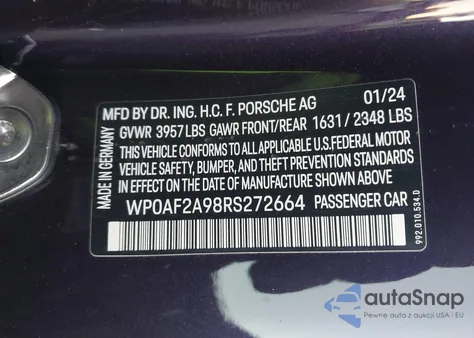 MFD BY DR. ING. H.C. F. PORSCHE AG 01/24
GVWR 3957LBS GAWR FRONT/REAR 1631/2348 LBS
THIS VEHICLE CONFORMS TO ALL APPLICABLE U.S.FEDERAL MOTOR
VEHICLE SAFETY, BUMPER, AND THEFT PREVENTION STANDARDS
IN EFFECT ON THE DATE OF MANUFACTURE SHOWN ABOVE.
WP0AF2A98RS272664 PASSENGER CAR
MADE IN GERMANY
992.010.534.0
autoSnap
Pewne auta z aukcji USA i EU